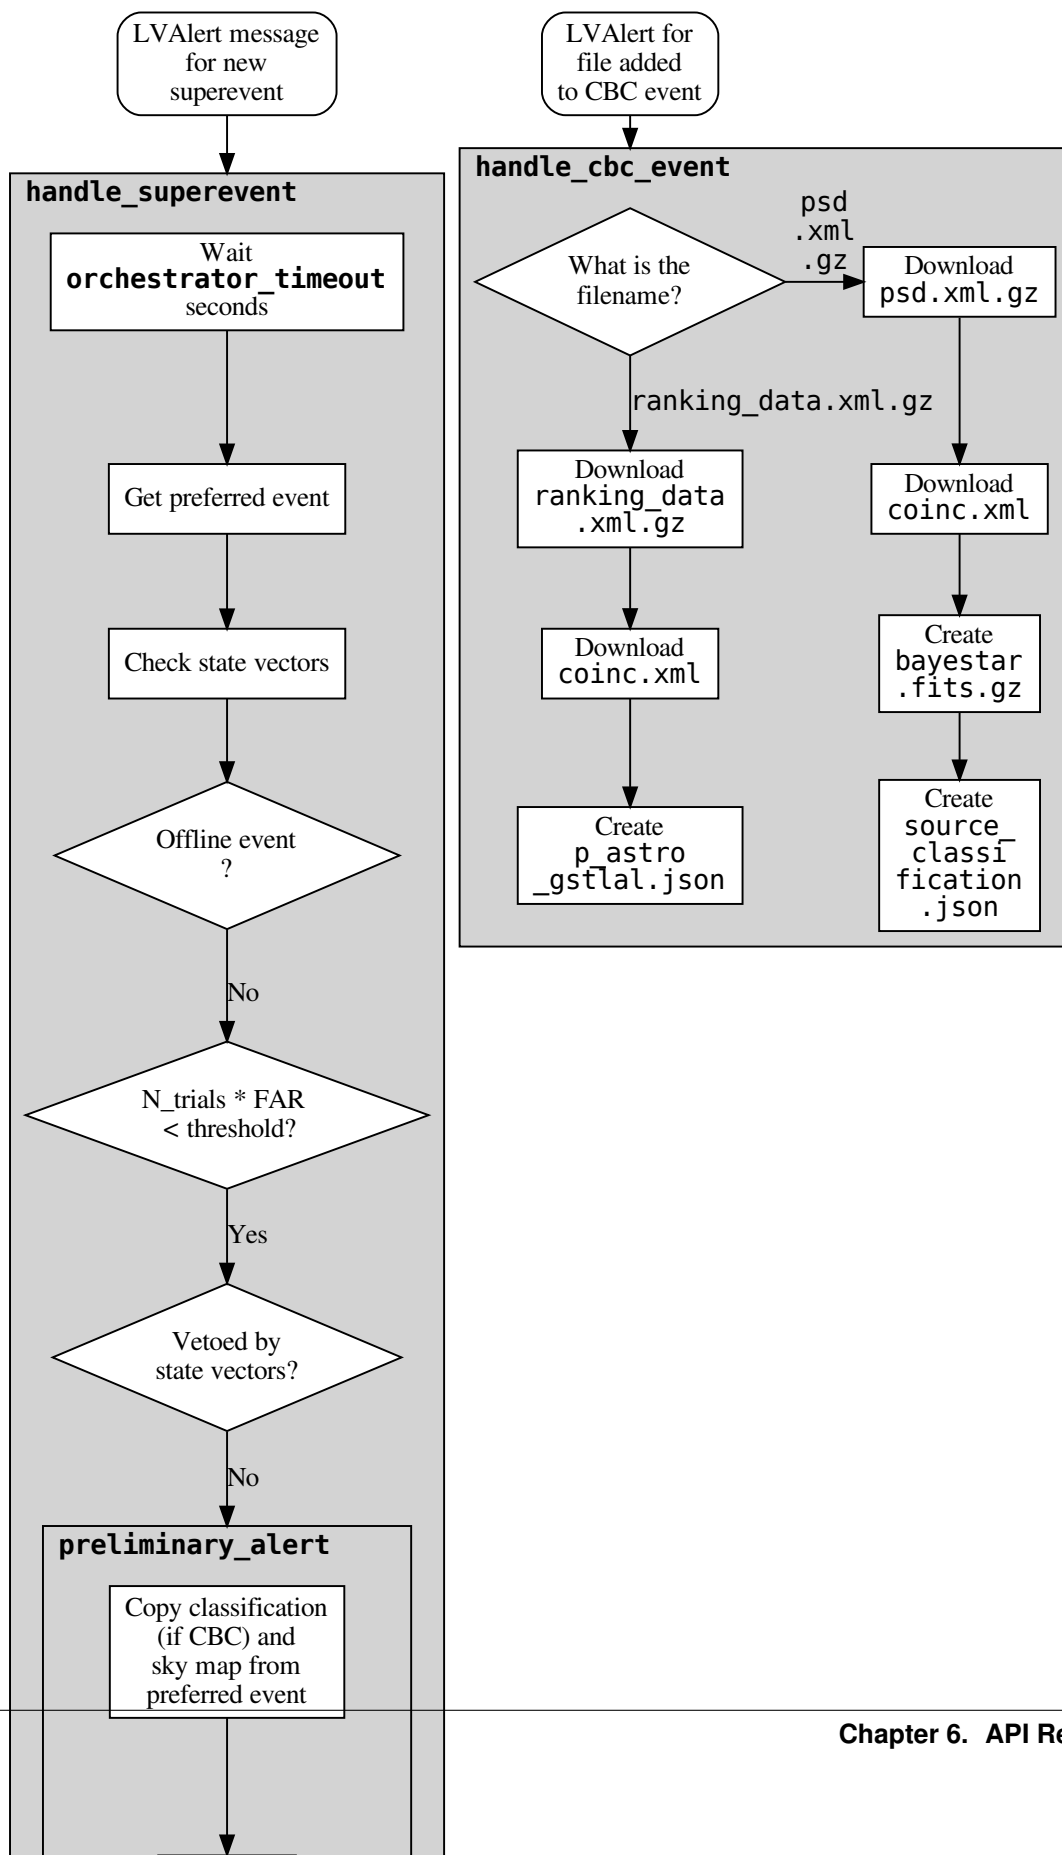 LVAlert message
for new
superevent
handle_superevent
Wait
orchestrator_timeout
seconds
Get preferred event
Check state vectors
Offline event
?
No
N_trials * FAR
< threshold?
Yes
Vetoed by
state vectors?
No
preliminary_alert
Copy classification
(if CBC) and
sky map from
preferred event
LVAlert for
file added
to CBC event
handle_cbc_event
What is the
filename?
psd
.xml
.gz
Download
psd.xml.gz
ranking_data.xml.gz
Download
ranking_data
.xml.gz
Download
coinc.xml
Download
coinc.xml
Create
bayestar
.fits.gz
Create
p_astro
_gstlal.json
Create
source_
classi
fication
.json
Chapter 6. API Re